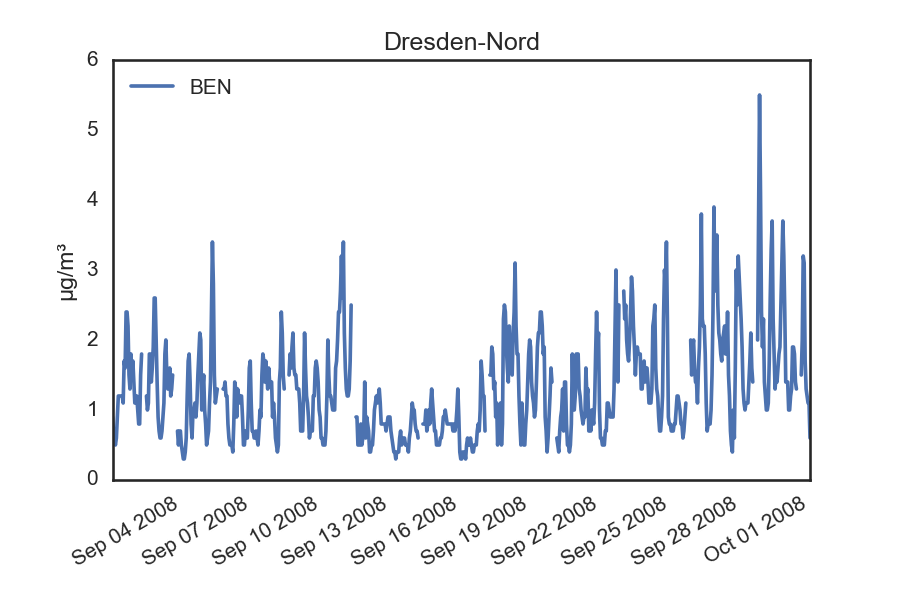 Dresden-Nord
BEN
µg/m³
6
5
4
3
2
1
0
Sep 04 2008
Sep 07 2008
Sep 10 2008
Sep 13 2008
Sep 16 2008
Sep 19 2008
Sep 22 2008
Sep 25 2008
Sep 28 2008
Oct 01 2008